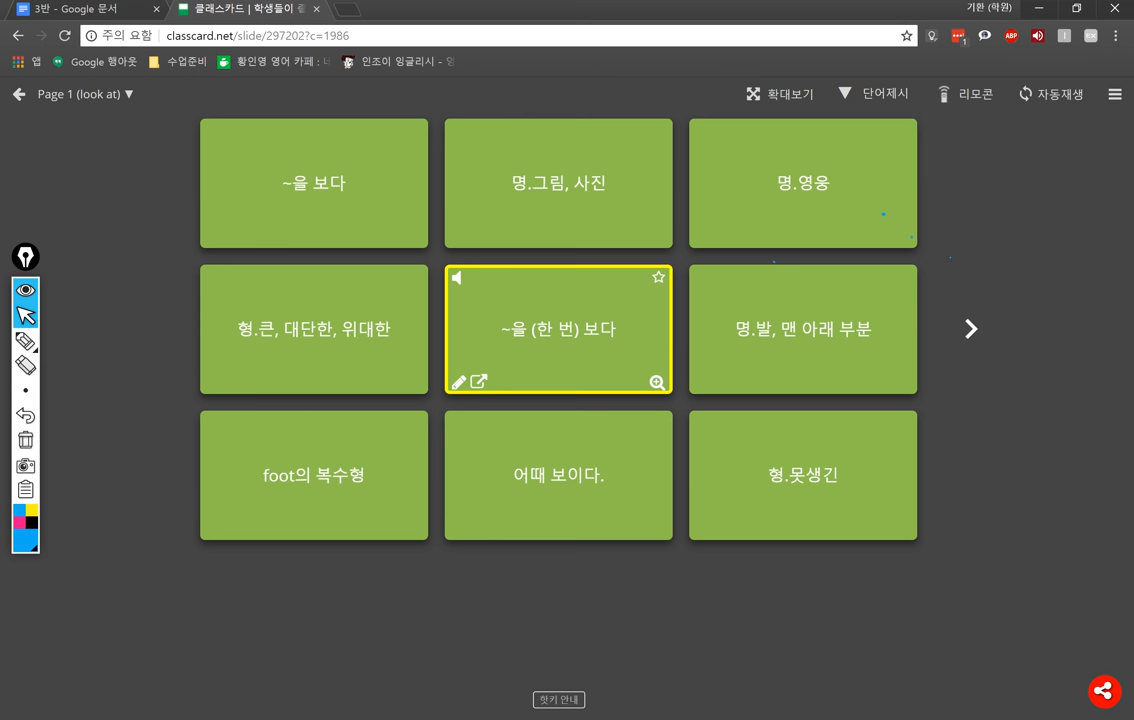 3반 - Google 문서
클래스카드 | 학생들이
기환 (학원)
주의 요함
classcard.net/slide/297202?c=1986
1
ABP
앱
Google 행아웃
수업준비
황인영 영어 카페 : 네
인조이 잉글리시 - 영
Page 1 (look at) ▼
확대보기
단어제시
리모콘
자동재생
~을 보다
명.그림, 사진
명.영웅
형.큰, 대단한, 위대한
~을 (한 번) 보다
명.발, 맨 아래 부분
foot의 복수형
어때 보이다.
형.못생긴
핫키 안내